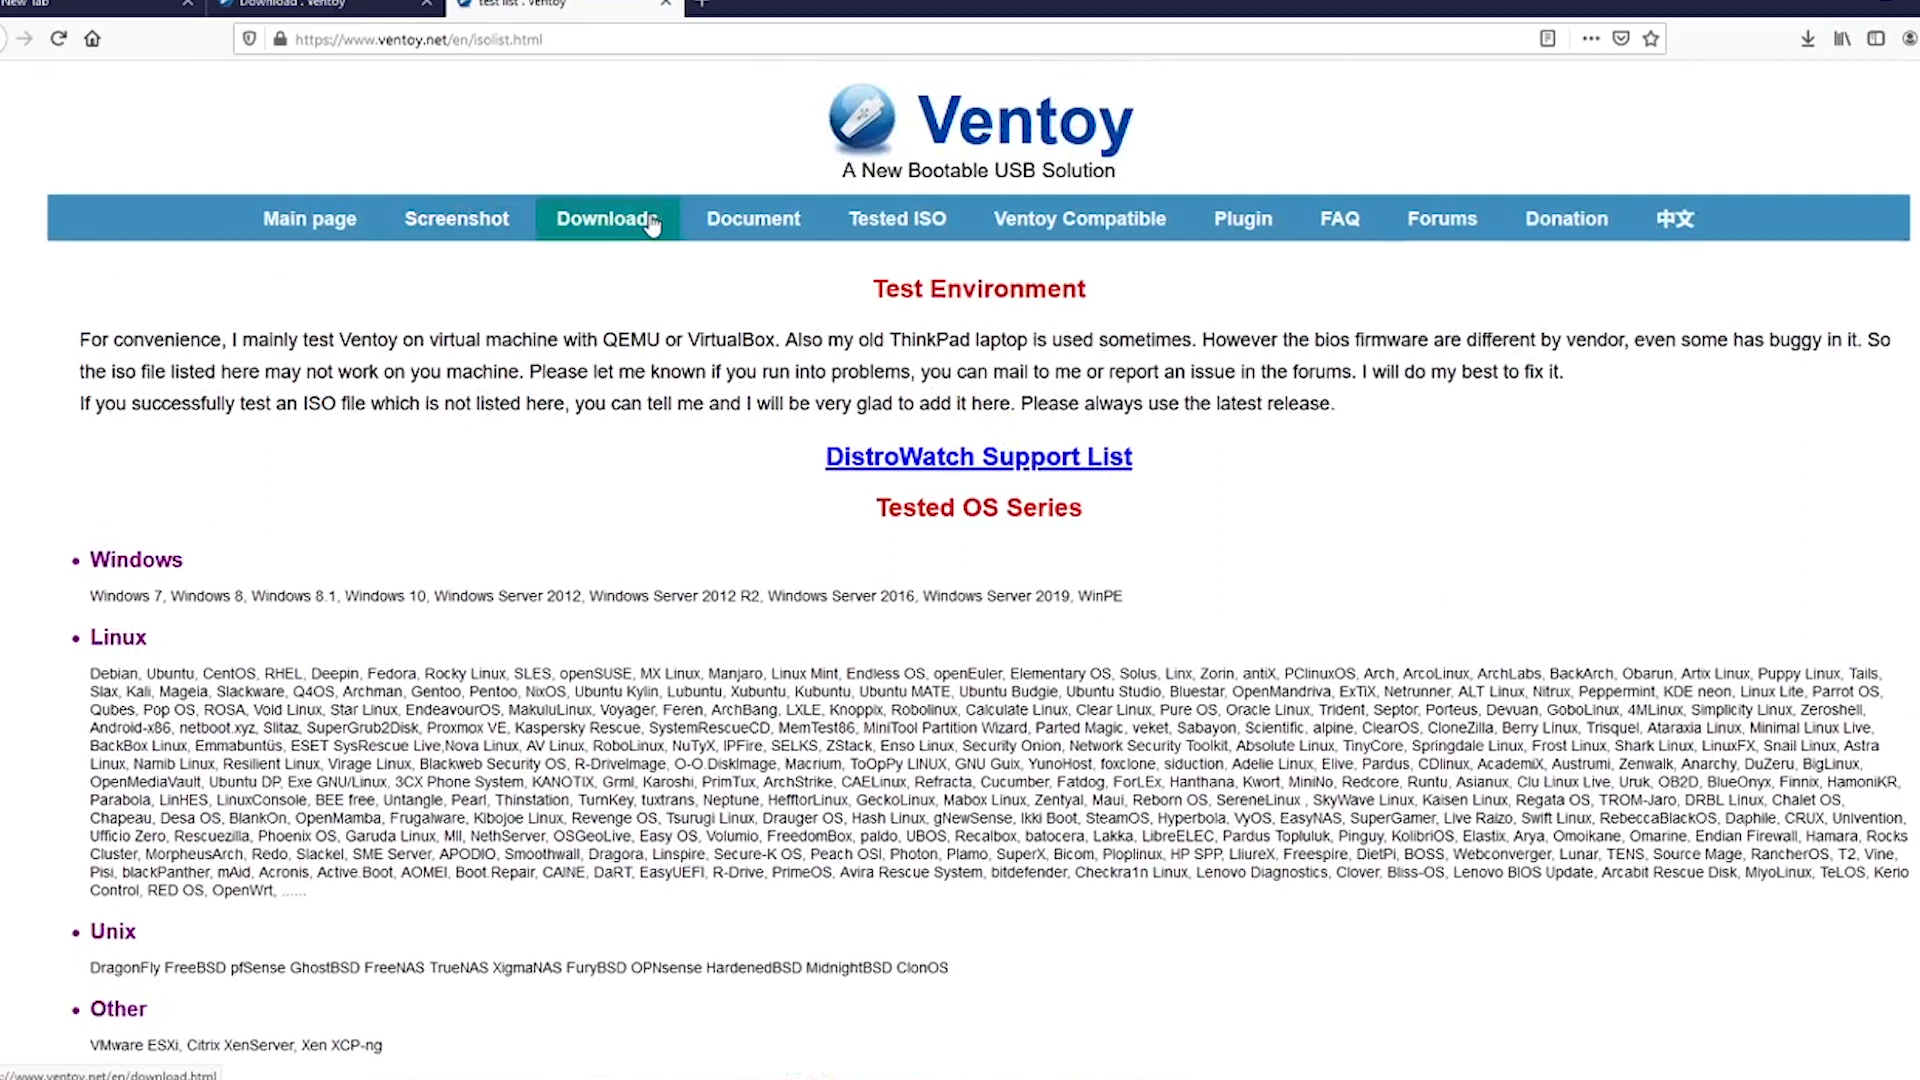 New Tab
Download . Ventoy
test list . Ventoy
https://www.ventoy.net/en/isolist.html
Ventoy
A New Bootable USB Solution
Main page Screenshot Downloads Document Tested ISO Ventoy Compatible Plugin FAQ Forums Donation 中文
Test Environment
For convenience, I mainly test Ventoy on virtual machine with QEMU or VirtualBox. Also my old ThinkPad laptop is used sometimes. However the bios firmware are different by vendor, even some has buggy in it. So
the iso file listed here may not work on you machine. Please let me known if you run into problems, you can mail to me or report an issue in the forums. I will do my best to fix it.
If you successfully test an ISO file which is not listed here, you can tell me and I will be very glad to add it here. Please always use the latest release.
DistroWatch Support List
Tested OS Series
• Windows
Windows 7, Windows 8, Windows 8.1, Windows 10, Windows Server 2012, Windows Server 2012 R2, Windows Server 2016, Windows Server 2019, WinPE
• Linux
Debian, Ubuntu, CentOS, RHEL, Deepin, Fedora, Rocky Linux, SLES, openSUSE, MX Linux, Manjaro, Linux Mint, Endless OS, openEuler, Elementary OS, Solus, Linx, Zorin, antiX, PClinuxOS, Arch, ArcoLinux, ArchLabs, BackArch, Obarun, Artix Linux, Puppy Linux, Tails,
Slax, Kali, Mageia, Slackware, Q4OS, Archman, Gentoo, Pentoo, NixOS, Ubuntu Kylin, Lubuntu, Xubuntu, Kubuntu, Ubuntu MATE, Ubuntu Budgie, Ubuntu Studio, Bluestar, OpenMandriva, ExTiX, Netrunner, ALT Linux, Nitrux, Peppermint, KDE neon, Linux Lite, Parrot OS,
Qubes, Pop OS, ROSA, Void Linux, Star Linux, EndeavourOS, MakuluLinux, Voyager, Feren, ArchBang, LXLE, Knoppix, Robolinux, Calculate Linux, Clear Linux, Pure OS, Oracle Linux, Trident, Septor, Porteus, Devuan, GoboLinux, 4MLinux, Simplicity Linux, Zeroshell,
Android-x86, netboot.xyz, Slitaz, SuperGrub2Disk, Proxmox VE, Kaspersky Rescue, SystemRescueCD, MemTest86, MiniTool Partition Wizard, Parted Magic, veket, Sabayon, Scientific, alpine, ClearOS, CloneZilla, Berry Linux, Trisquel, Ataraxia Linux, Minimal Linux Live,
BackBox Linux, Emmabuntüs, ESET SysRescue Live,Nova Linux, AV Linux, RoboLinux, NuTyX, IPFire, SELKS, ZStack, Enso Linux, Security Onion, Network Security Toolkit, Absolute Linux, TinyCore, Springdale Linux, Frost Linux, Shark Linux, LinuxFX, Snail Linux, Astra
Linux, Namib Linux, Resilient Linux, Virage Linux, Blackweb Security OS, R-DriveImage, O-O.DiskImage, Macrium, ToOpPy LINUX, GNU Guix, YunoHost, foxclone, siduction, Adelie Linux, Elive, Pardus, CDlinux, AcademiX, Austrumi, Zenwalk, Anarchy, DuZeru, BigLinux,
OpenMediaVault, Ubuntu DP, Exe GNU/Linux, 3CX Phone System, KANOTIX, Grml, Karoshi, PrimTux, ArchStrike, CAELinux, Refracta, Cucumber, Fatdog, ForLEx, Hanthana, Kwort, MiniNo, Redcore, Runtu, Asianux, Clu Linux Live, Uruk, OB2D, BlueOnyx, Finnix, HamoniKR,
Parabola, LinHES, LinuxConsole, BEE free, Untangle, Pearl, Thinstation, TurnKey, tuxtrans, Neptune, HefftorLinux, GeckoLinux, Mabox Linux, Zentyal, Maui, Reborn OS, SereneLinux , SkyWave Linux, Kaisen Linux, Regata OS, TROM-Jaro, DRBL Linux, Chalet OS,
Chapeau, Desa OS, BlankOn, OpenMamba, Frugalware, Kibojoe Linux, Revenge OS, Tsurugi Linux, Drauger OS, Hash Linux, gNewSense, Ikki Boot, SteamOS, Hyperbola, VyOS, EasyNAS, SuperGamer, Live Raizo, Swift Linux, RebeccaBlackOS, Daphile, CRUX, Univention,
Ufficio Zero, Rescuezilla, Phoenix OS, Garuda Linux, Mll, NethServer, OSGeoLive, Easy OS, Volumio, FreedomBox, paldo, UBOS, Recalbox, batocera, Lakka, LibreELEC, Pardus Topluluk, Pinguy, KolibriOS, Elastix, Arya, Omoikane, Omarine, Endian Firewall, Hamara, Rocks
Cluster, MorpheusArch, Redo, Slackel, SME Server, APODIO, Smoothwall, Dragora, Linspire, Secure-K OS, Peach OSI, Photon, Plamo, SuperX, Bicom, Ploplinux, HP SPP, LliureX, Freespire, DietPi, BOSS, Webconverger, Lunar, TENS, Source Mage, RancherOS, T2, Vine,
Pisi, blackPanther, mAid, Acronis, Active.Boot, AOMEI, Boot.Repair, CAINE, DaRT, EasyUEFI, R-Drive, PrimeOS, Avira Rescue System, bitdefender, Checkra1n Linux, Lenovo Diagnostics, Clover, Bliss-OS, Lenovo BIOS Update, Arcabit Rescue Disk, MiyoLinux, TeLOS, Kerio
Control, RED OS, OpenWrt, ......
• Unix
DragonFly FreeBSD pfSense GhostBSD FreeNAS TrueNAS XigmaNAS FuryBSD OPNsense HardenedBSD MidnightBSD ClonOS
• Other
VMware ESXi, Citrix XenServer, Xen XCP-ng
://www.ventoy.net/en/download.html